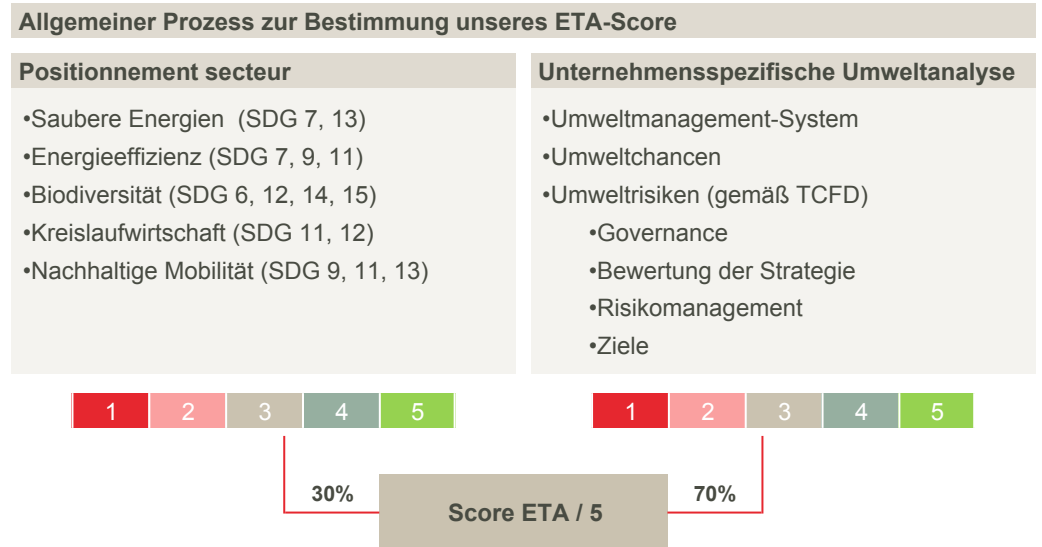 Allgemeiner Prozess zur Bestimmung unseres ETA-Score
Positionnement secteur
•Saubere Energien  (SDG 7, 13)
•Energieeffizienz (SDG 7, 9, 11)
•Biodiversität (SDG 6, 12, 14, 15)
•Kreislaufwirtschaft (SDG 11, 12)
•Nachhaltige Mobilität (SDG 9, 11, 13)
Unternehmensspezifische Umweltanalyse
•Umweltmanagement-System
•Umweltchancen
•Umweltrisiken (gemäß TCFD)
•Governance
•Bewertung der Strategie
•Risikomanagement
•Ziele
1 2 3 4 5
1 2 3 4 5
30%
70%
Score ETA / 5